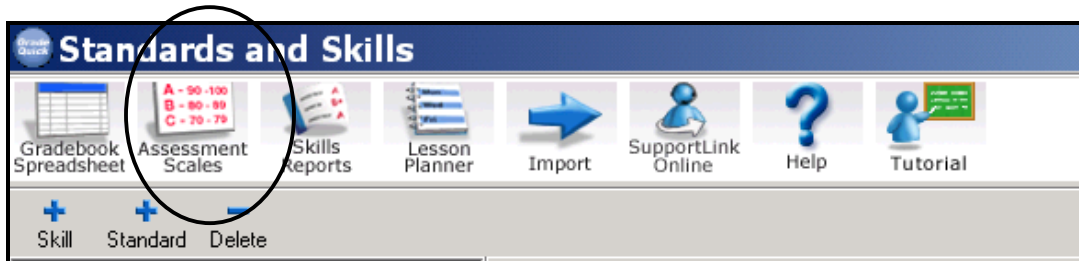 Grade
Quick
Standards and Skills
A - 90 -100
B - 80 - 89
C - 70 - 79
Gradebook
Spreadsheet
Assessment
Scales
Skills
Reports
Lesson
Planner
Import
SupportLink
Online
Help
Tutorial
Skill
Standard
Delete